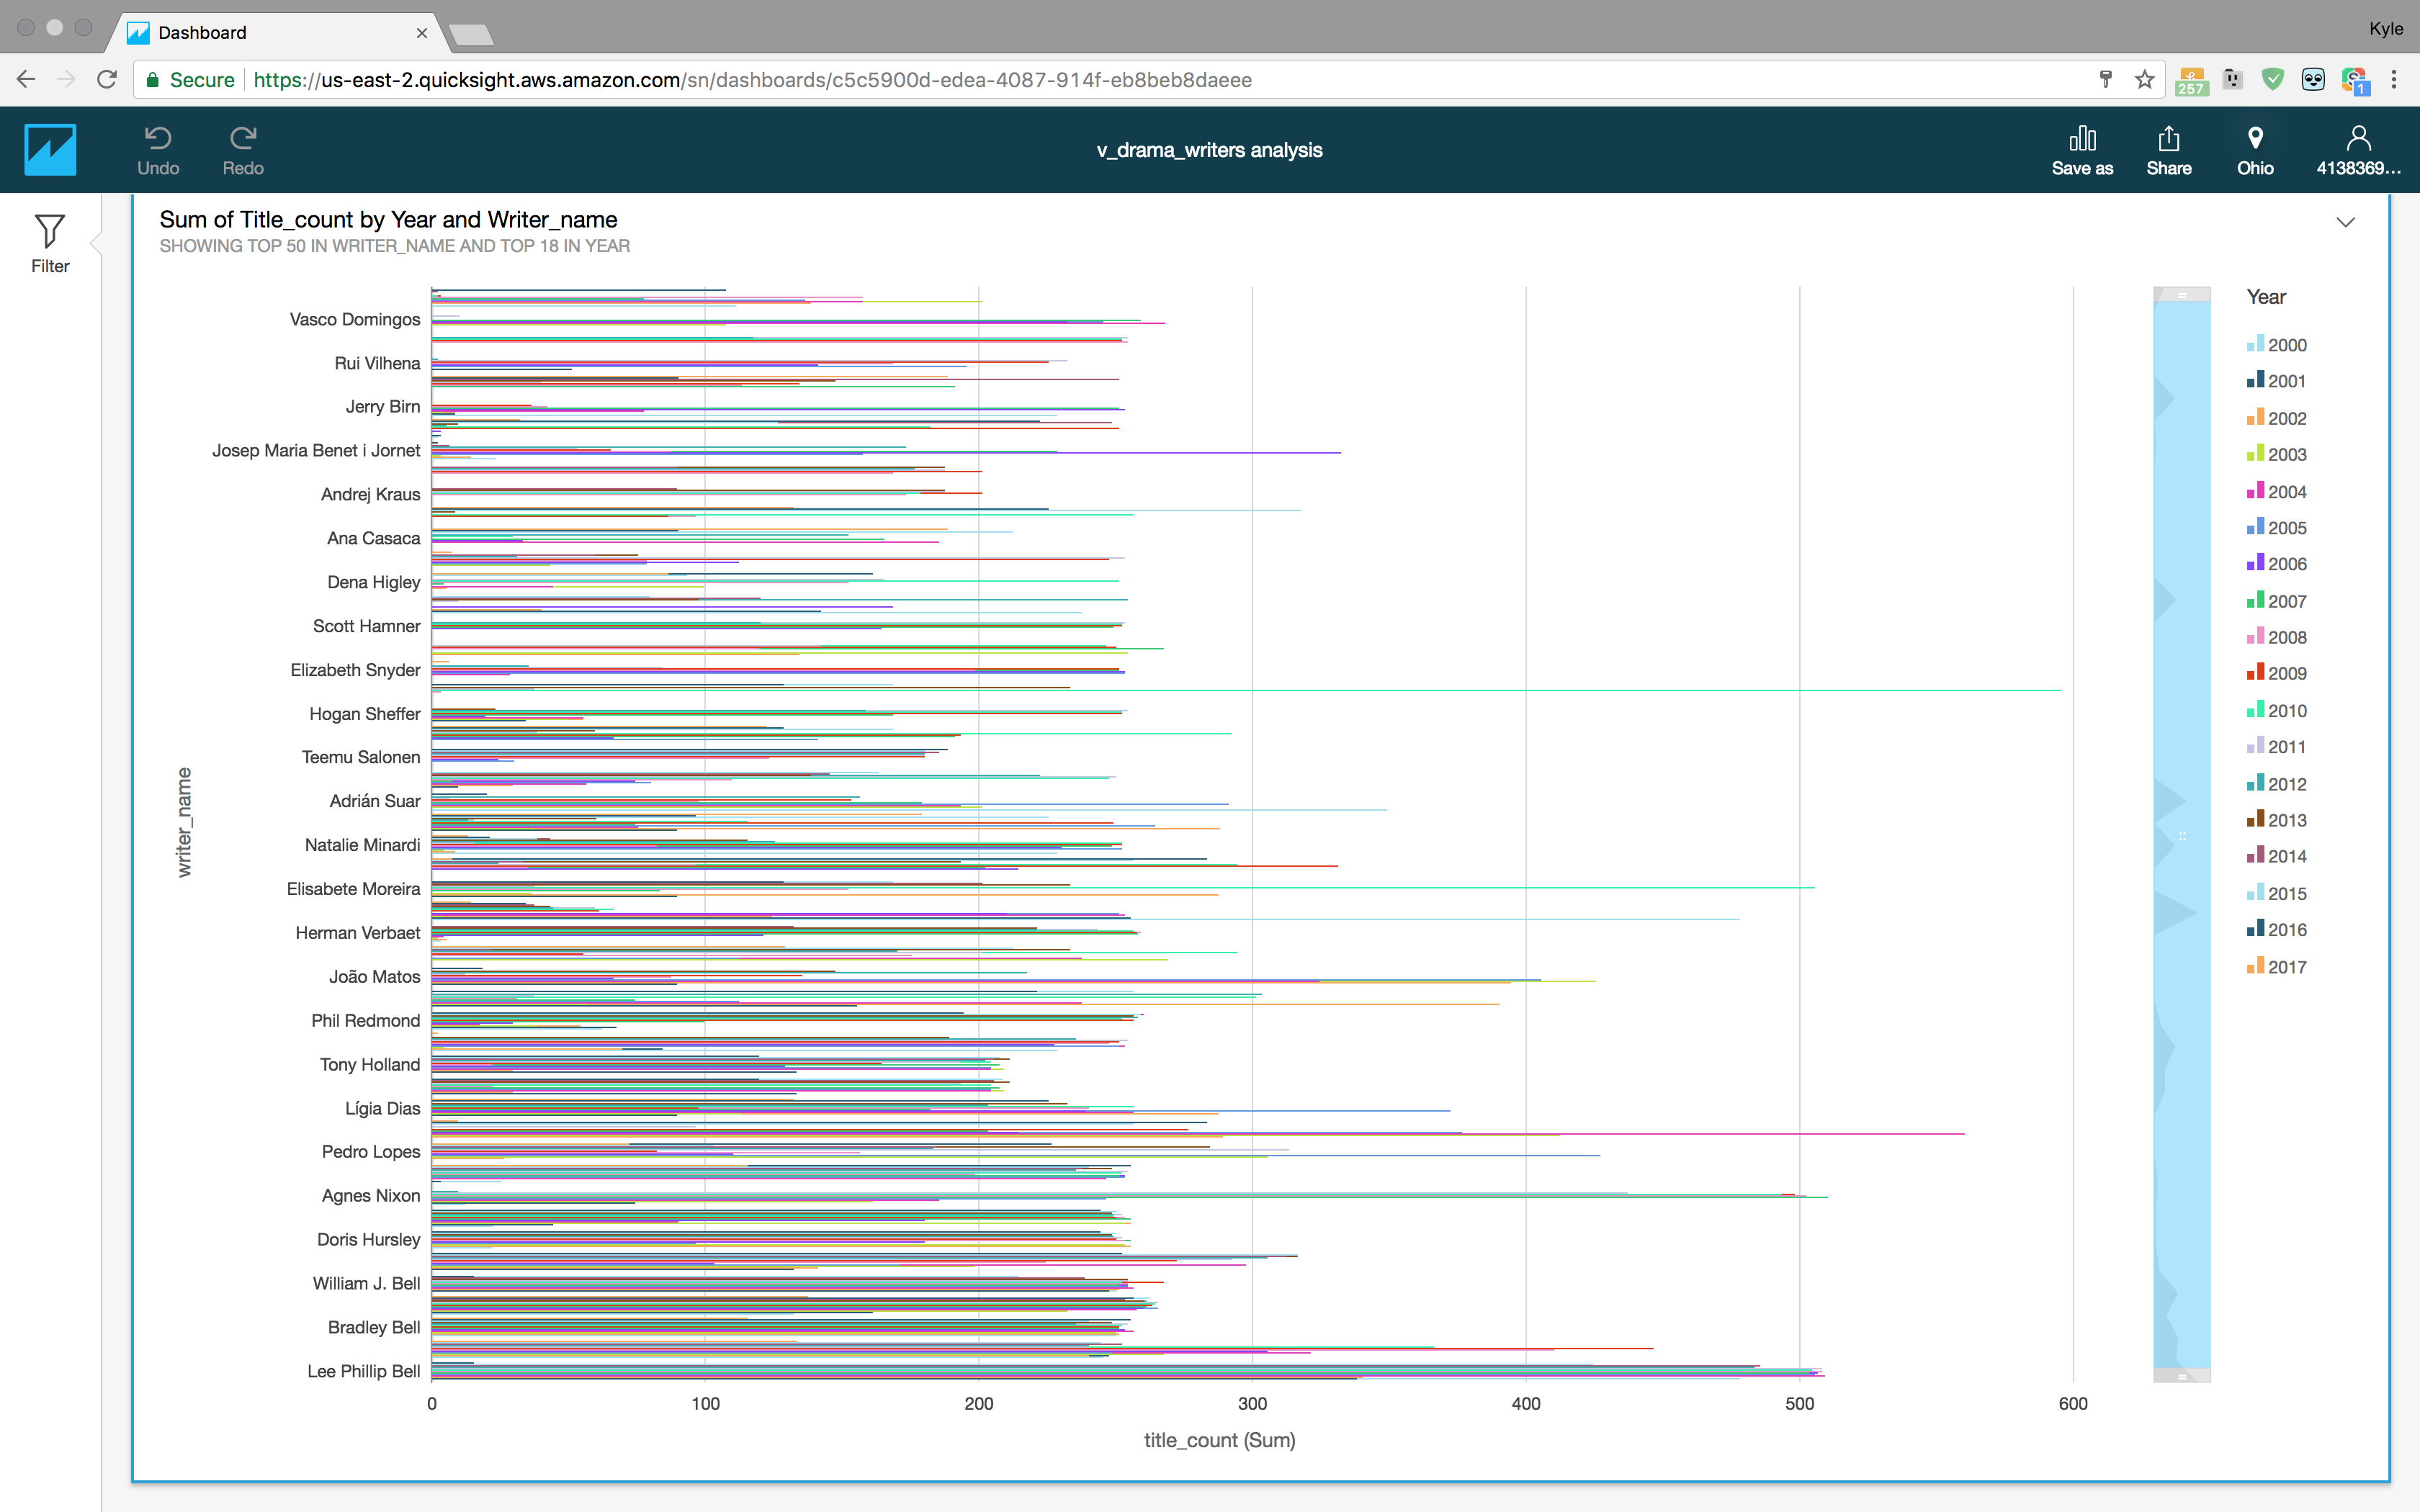 Dashboard
Kyle
Secure https://us-east-2.quicksight.aws.amazon.com/sn/dashboards/c5c5900d-edea-4087-914f-eb8beb8daeee
257
1
Undo
Redo
v_drama_writers analysis
Save as
Share
Ohio
4138369...
Filter
Sum of Title_count by Year and Writer_name
SHOWING TOP 50 IN WRITER_NAME AND TOP 18 IN YEAR
writer_name
Vasco Domingos
Rui Vilhena
Jerry Birn
Josep Maria Benet i Jornet
Andrej Kraus
Ana Casaca
Dena Higley
Scott Hamner
Elizabeth Snyder
Hogan Sheffer
Teemu Salonen
Adrián Suar
Natalie Minardi
Elisabete Moreira
Herman Verbaet
João Matos
Phil Redmond
Tony Holland
Lígia Dias
Pedro Lopes
Agnes Nixon
Doris Hursley
William J. Bell
Bradley Bell
Lee Phillip Bell
0 100 200 300 400 500 600
title_count (Sum)
Year
2000
2001
2002
2003
2004
2005
2006
2007
2008
2009
2010
2011
2012
2013
2014
2015
2016
2017